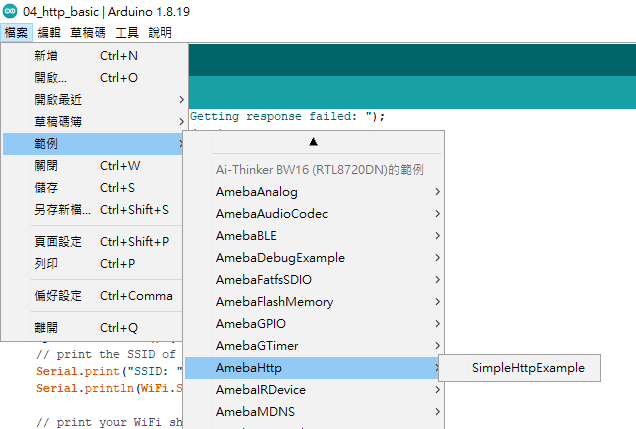 04_http_basic | Arduino 1.8.19
檔案 編輯 草稿碼 工具 說明
新增 Ctrl+N
開啟... Ctrl+O
開啟最近
草稿碼簿
範例
關閉 Ctrl+W
儲存 Ctrl+S
另存新檔... Ctrl+Shift+S
頁面設定 Ctrl+Shift+P
列印 Ctrl+P
偏好設定 Ctrl+Comma
離開 Ctrl+Q
Getting response failed: ");
Ai-Thinker BW16 (RTL8720DN)的範例
AmebaAnalog
AmebaAudioCodec
AmebaBLE
AmebaDebugExample
AmebaFatfsSDIO
AmebaFlashMemory
AmebaGPIO
AmebaGTimer
AmebaHttp
SimpleHttpExample
AmebaIRDevice
AmebaMDNS
// print the SSID of
Serial.print("SSID: "
Serial.println(WiFi.S
// print your WiFi sh